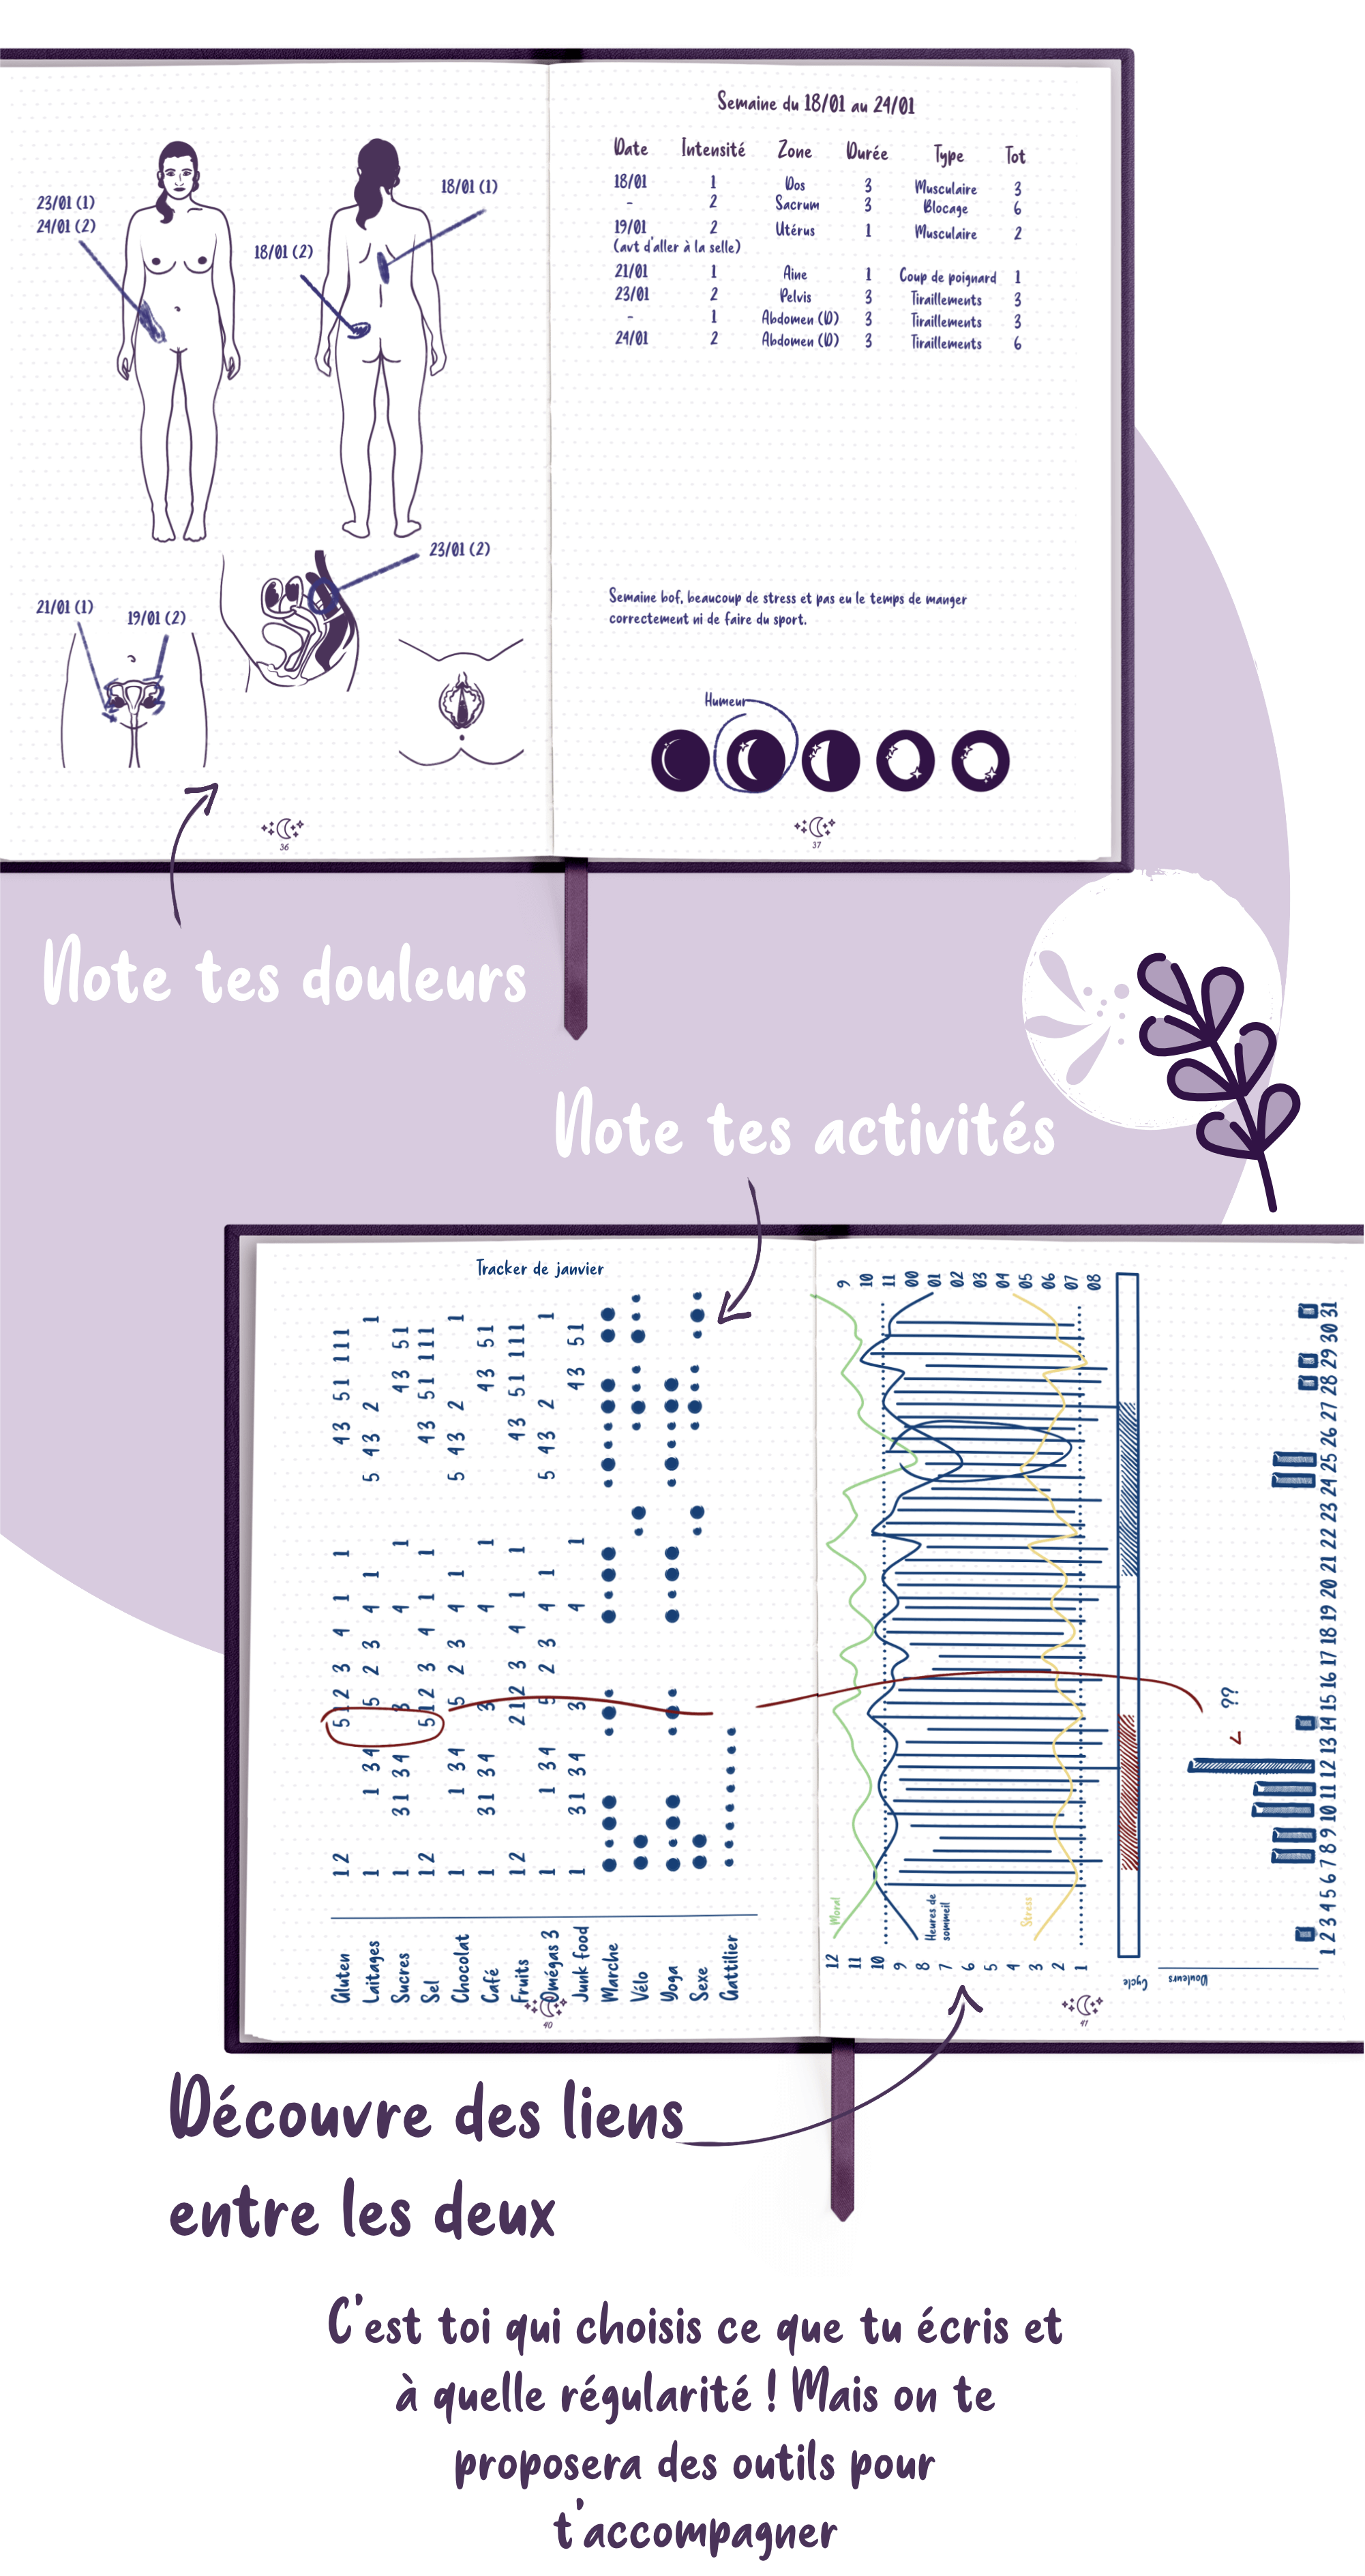 Semaine du 18/01 au 24/01
Date Intensité Zone Durée Type Tot
18/01 1 Dos 3 Musculaire 3
- 2 Sacrum 3 Blocage 6
19/01 2 Utérus 1 Musculaire 2
(avt d'aller à la selle)
21/01 1 Aine 1 Coup de poignard 1
23/01 2 Pelvis 3 Tiraillements 3
- 1 Abdomen (D) 3 Tiraillements 3
24/01 2 Abdomen (D) 3 Tiraillements 6
23/01 (1)
24/01 (2)
18/01 (1)
18/01 (2)
23/01 (2)
21/01 (1)
19/01 (2)
Semaine bof, beaucoup de stress et pas eu le temps de manger
correctement ni de faire du sport.
Humeur
36
37
Note tes douleurs
Note tes activités
Tracker de janvier
Gluten
Laitages
Sucres
Sel
Chocolat
Café
Fruits
Omégas 3
Junk food
Marche
Vélo
Yoga
Sexe
Gattilier
40
9 10 11 00 01 02 03 04 05 06 07 08
Moral
Heures de
sommeil
Stress
12 11 10 9 8 7 6 5 4 3 2 1
Cycle
Douleurs
??
1 2 3 4 5 6 7 8 9 10 11 12 13 14 15 16 17 18 19 20 21 22 23 24 25 26 27 28 29 30 31
41
Découvre des liens
entre les deux
C'est toi qui choisis ce que tu écris et
à quelle régularité ! Mais on te
proposera des outils pour
t'accompagner